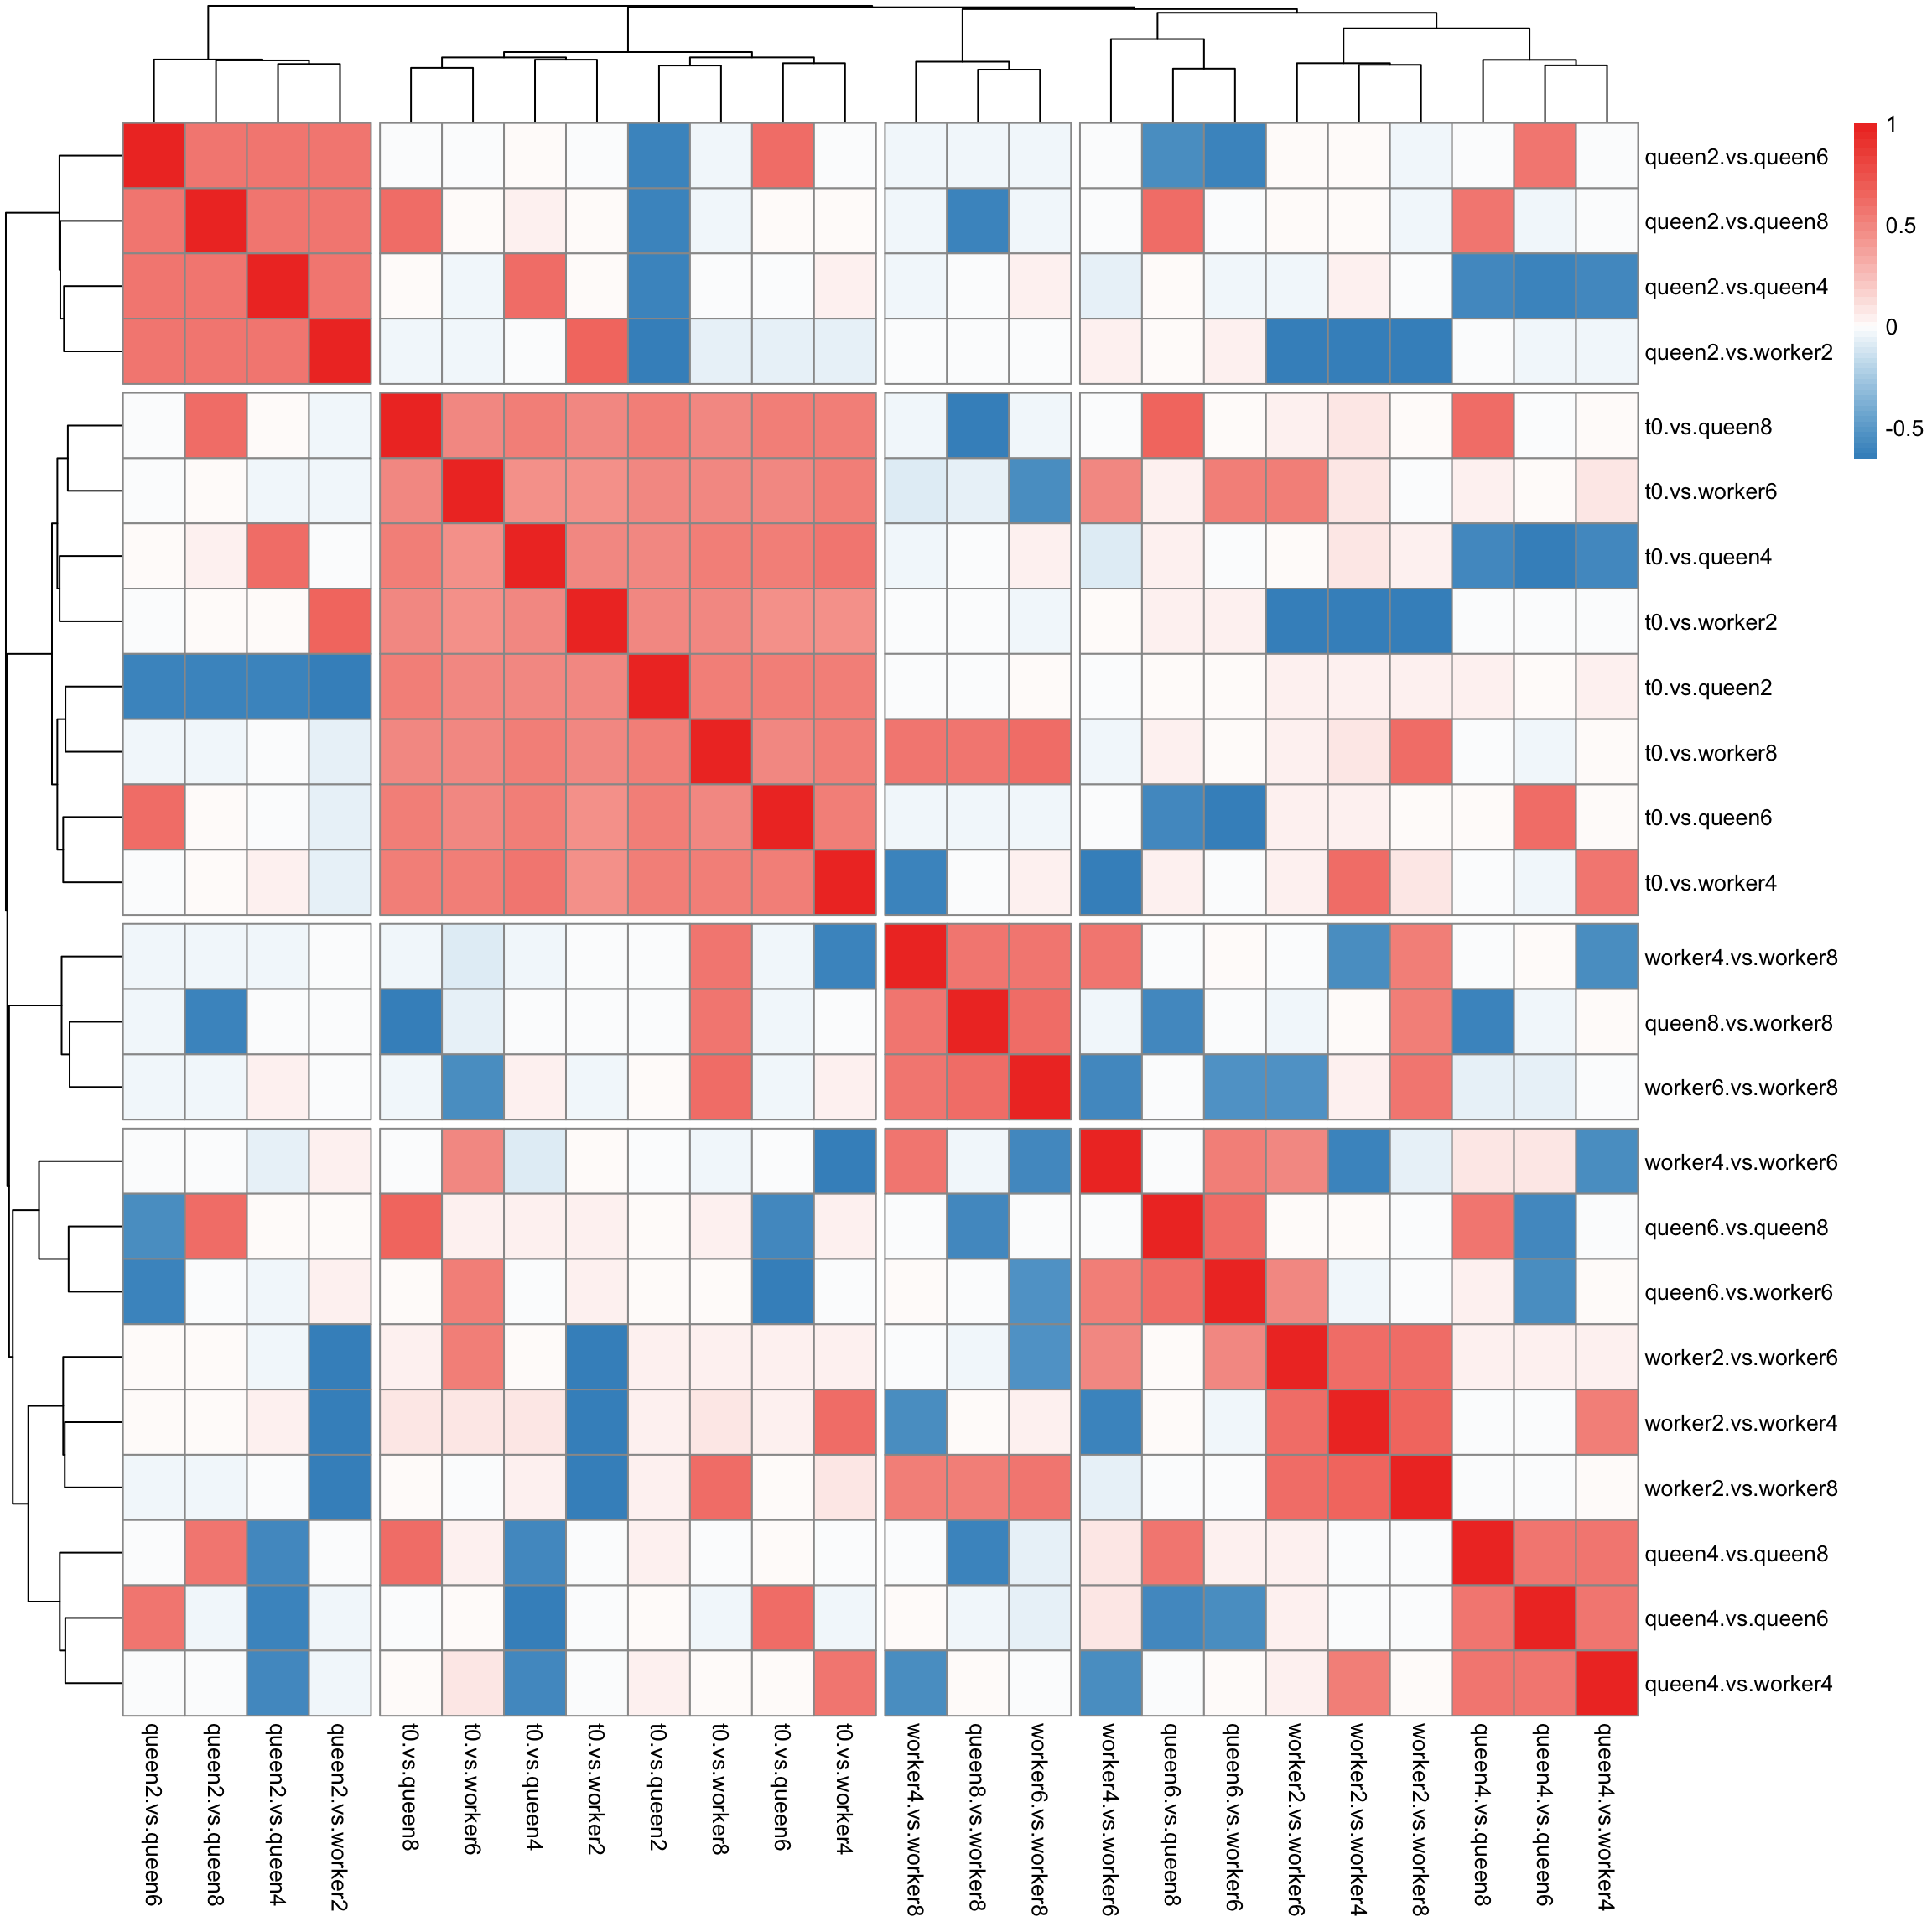 1
0.5
0
-0.5
queen2.vs.queen6
queen2.vs.queen8
queen2.vs.queen4
queen2.vs.worker2
t0.vs.queen8
t0.vs.worker6
t0.vs.queen4
t0.vs.worker2
t0.vs.queen2
t0.vs.worker8
t0.vs.queen6
t0.vs.worker4
worker4.vs.worker8
queen8.vs.worker8
worker6.vs.worker8
worker4.vs.worker6
queen6.vs.queen8
queen6.vs.worker6
worker2.vs.worker6
worker2.vs.worker4
worker2.vs.worker8
queen4.vs.queen8
queen4.vs.queen6
queen4.vs.worker4
queen2.vs.queen6
queen2.vs.queen8
queen2.vs.queen4
queen2.vs.worker2
t0.vs.queen8
t0.vs.worker6
t0.vs.queen4
t0.vs.worker2
t0.vs.queen2
t0.vs.worker8
t0.vs.queen6
t0.vs.worker4
worker4.vs.worker8
queen8.vs.worker8
worker6.vs.worker8
worker4.vs.worker6
queen6.vs.queen8
queen6.vs.worker6
worker2.vs.worker6
worker2.vs.worker4
worker2.vs.worker8
queen4.vs.queen8
queen4.vs.queen6
queen4.vs.worker4